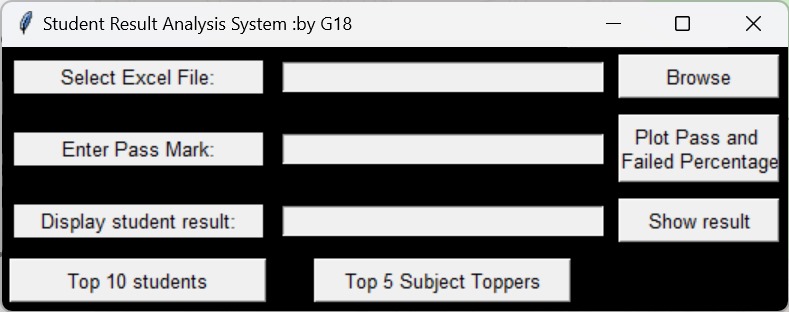 Student Result Analysis System :by G18
Select Excel File:
Browse
Enter Pass Mark:
Plot Pass and
Failed Percentage
Display student result:
Show result
Top 10 students
Top 5 Subject Toppers